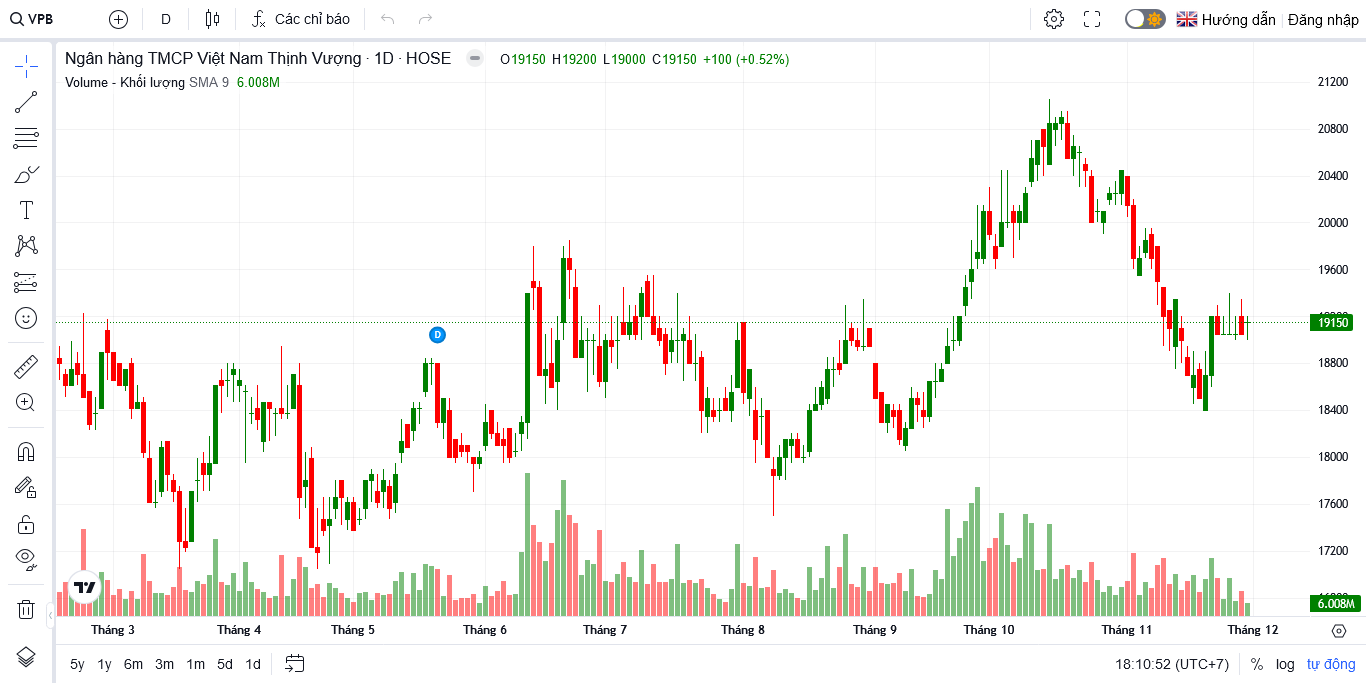 VPB D Các chỉ báo Hướng dẫn Đăng nhập
Ngân hàng TMCP Việt Nam Thịnh Vượng · 1D · HOSE O19150 H19200 L19000 C19150 +100 (+0.52%)
Volume - Khối lượng SMA 9 6.008M
21200
20800
20400
20000
19600
19150
D
18800
18400
18000
17600
17200
6.008M
Tháng 3 Tháng 4 Tháng 5 Tháng 6 Tháng 7 Tháng 8 Tháng 9 Tháng 10 Tháng 11 Tháng 12
5y 1y 6m 3m 1m 5d 1d 18:10:52 (UTC+7) % log tự động